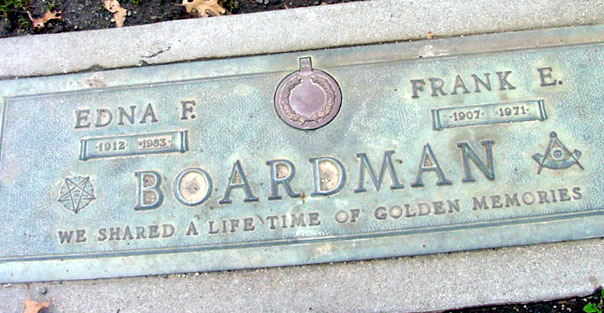 EDNA F.
1912 1983
FRANK E.
1907 1971
BOARDMAN
WE SHARED A LIFE TIME OF GOLDEN MEMORIES